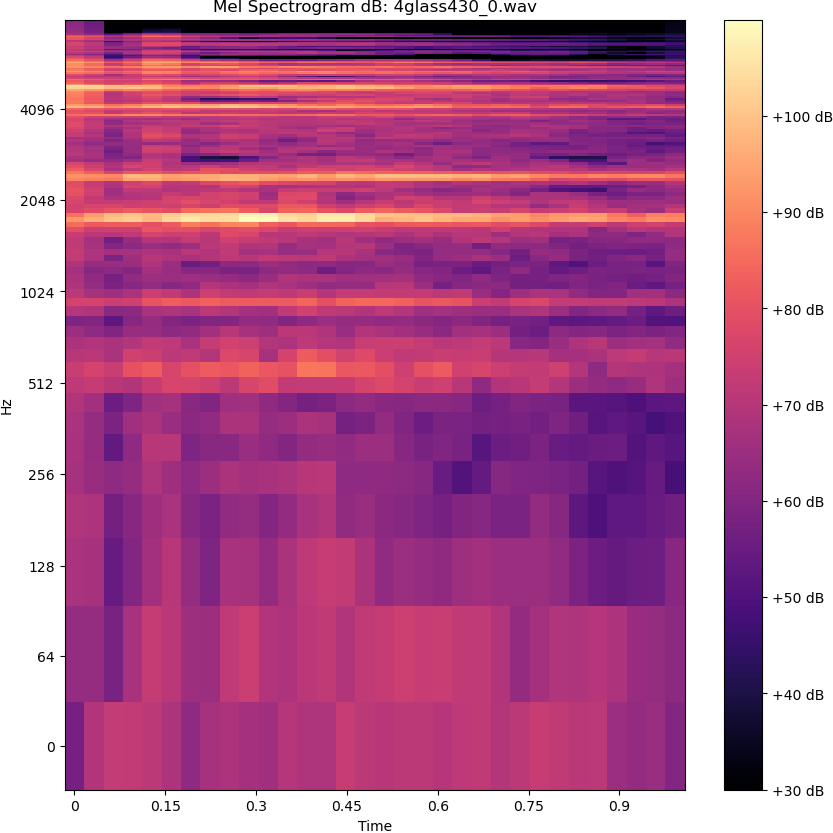 Mel Spectrogram dB: 4glass430_0.wav
4096
2048
1024
512
256
128
64
0
Hz
0 0.15 0.3 0.45 0.6 0.75 0.9
Time
+100 dB
+90 dB
+80 dB
+70 dB
+60 dB
+50 dB
+40 dB
+30 dB